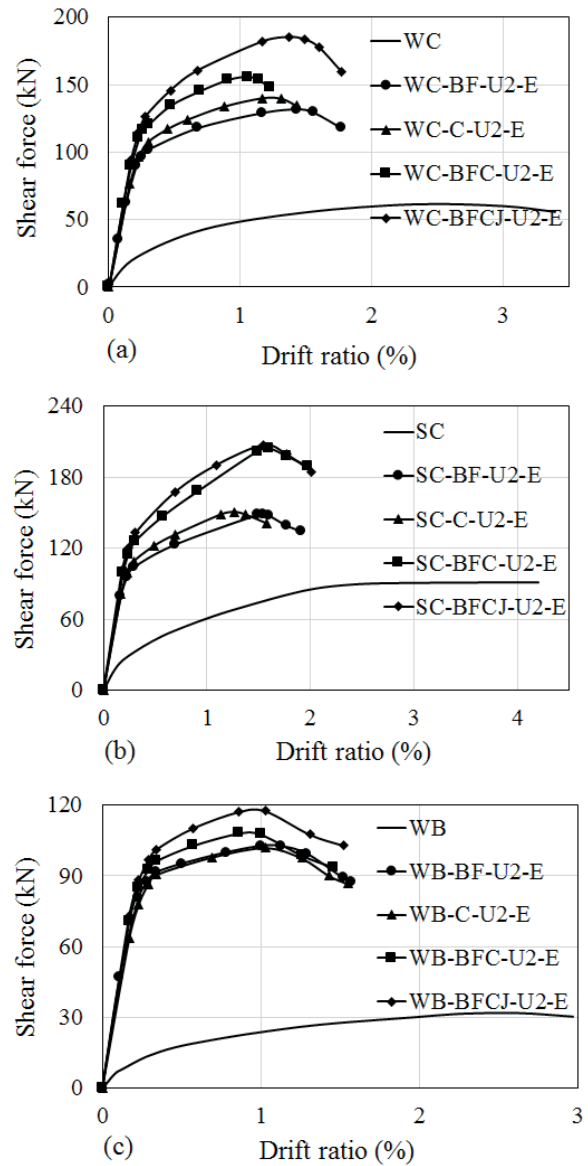 200
150
100
50
0
Shear force (kN)
WC
WC-BF-U2-E
WC-C-U2-E
WC-BFC-U2-E
WC-BFCJ-U2-E
0 1 2 3
(a)
Drift ratio (%)
240
180
120
60
0
Shear force (kN)
SC
SC-BF-U2-E
SC-C-U2-E
SC-BFC-U2-E
SC-BFCJ-U2-E
0 1 2 3 4
(b)
Drift ratio (%)
120
90
60
30
0
Shear force (kN)
WB
WB-BF-U2-E
WB-C-U2-E
WB-BFC-U2-E
WB-BFCJ-U2-E
0 1 2 3
(c)
Drift ratio (%)